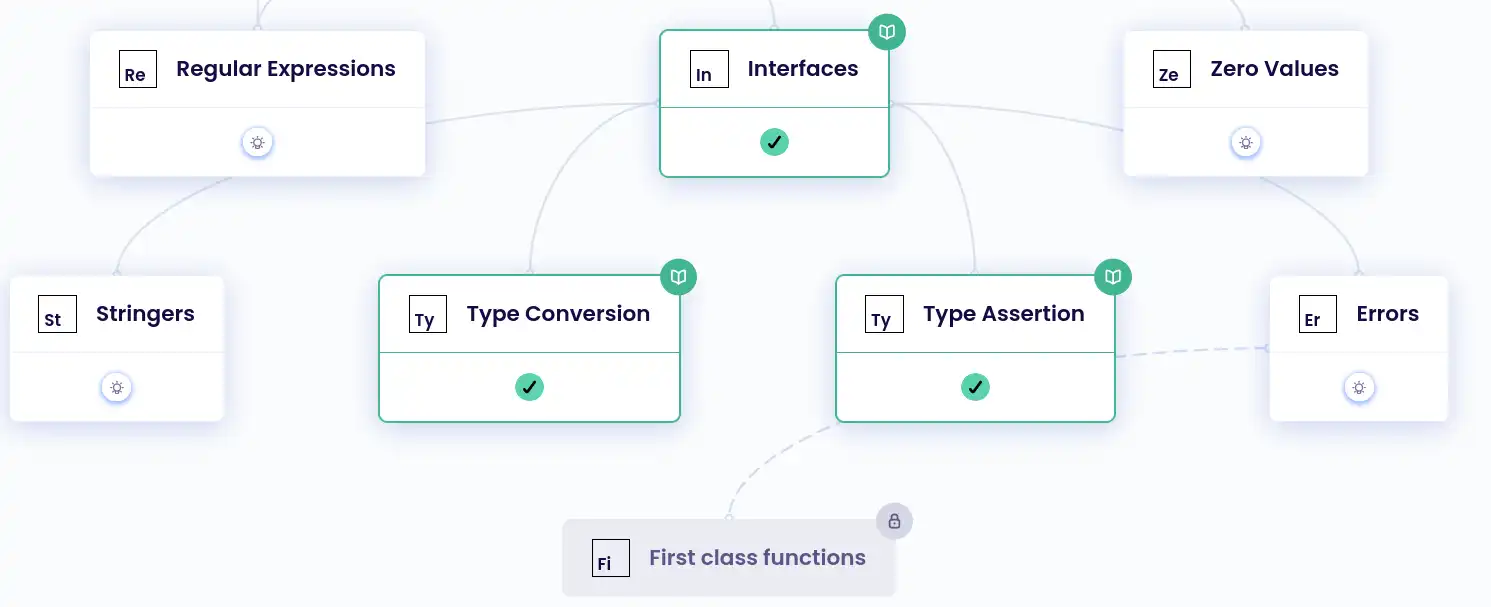 Re Regular Expressions
In Interfaces
Ze Zero Values
St Stringers
Ty Type Conversion
Ty Type Assertion
Er Errors
Fi First class functions